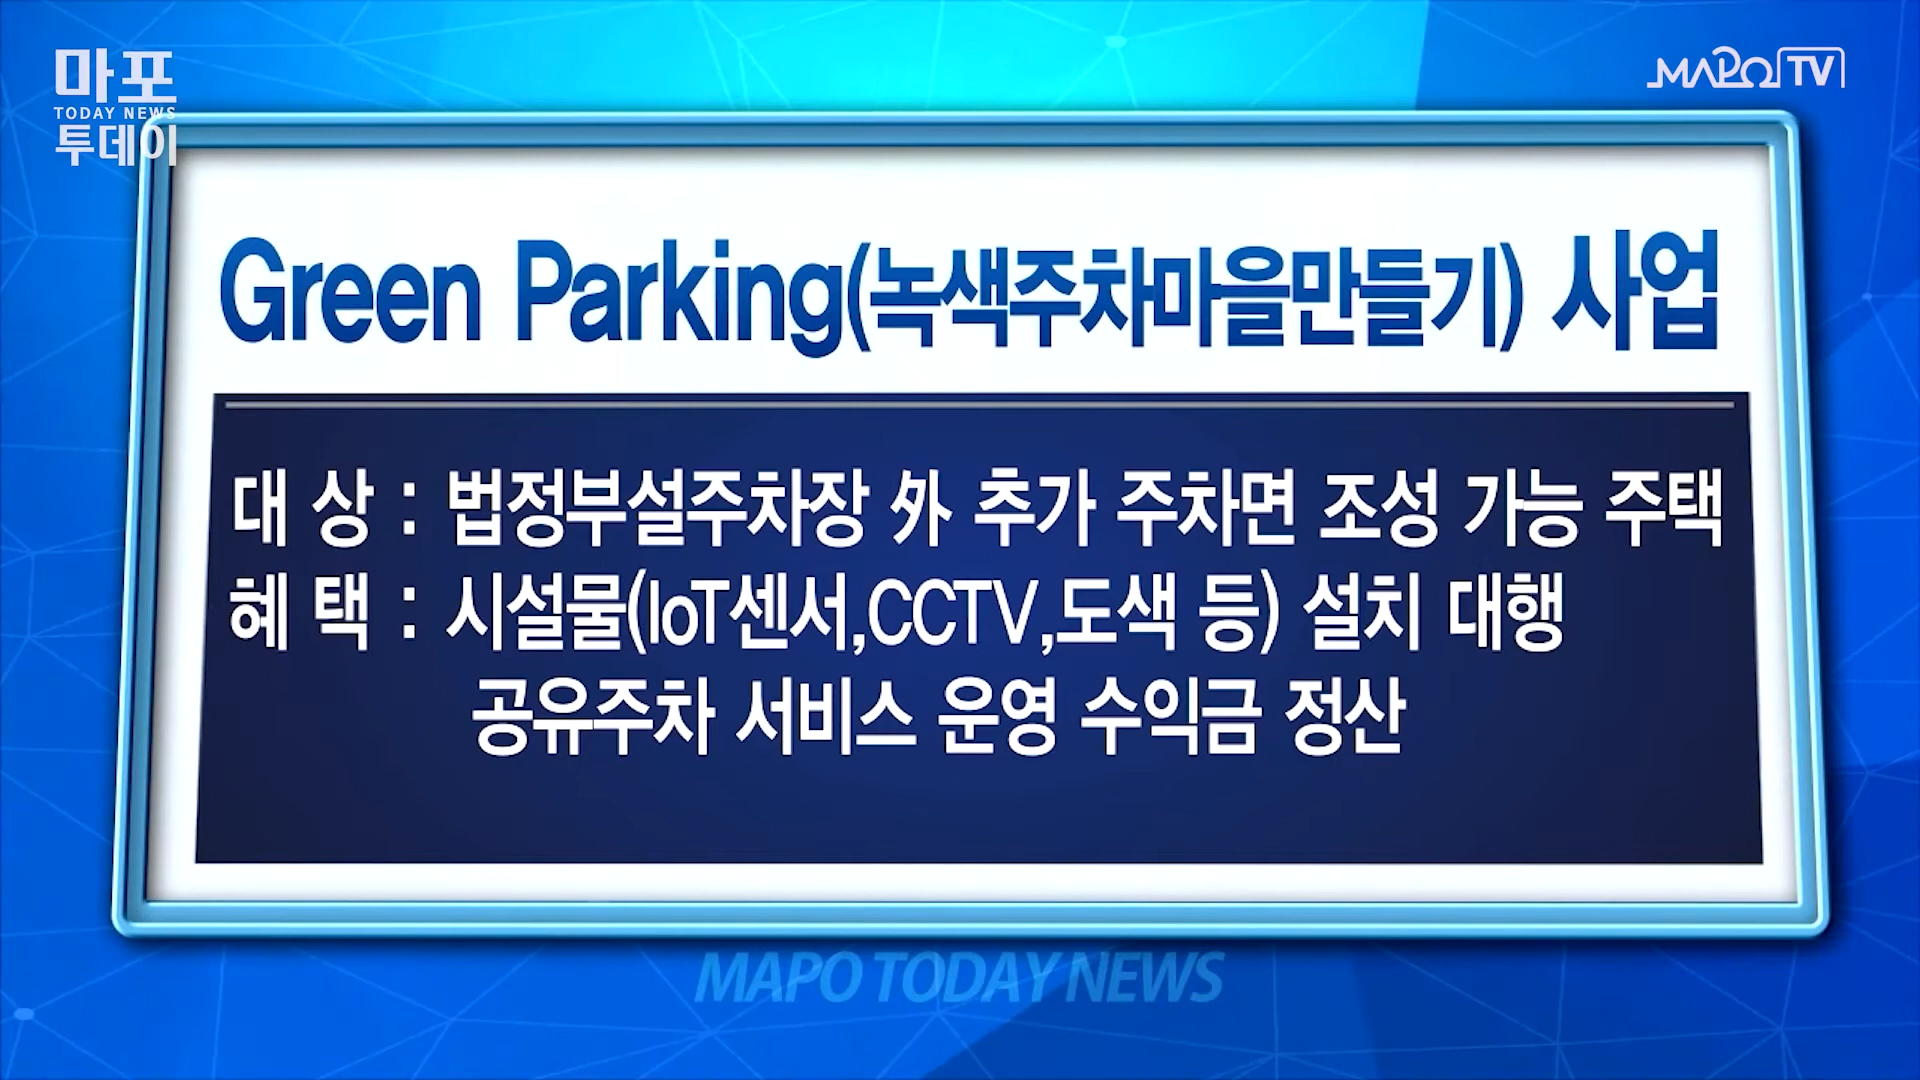 마포
TODAY NEWS
투데이
MAPO TV
Green Parking(녹색주차마을만들기) 사업
대 상 : 법정부설주차장 外 추가 주차면 조성 가능 주택
혜 택 : 시설물(IoT센서,CCTV,도색 등) 설치 대행
공유주차 서비스 운영 수익금 정산
MAPO TODAY NEWS